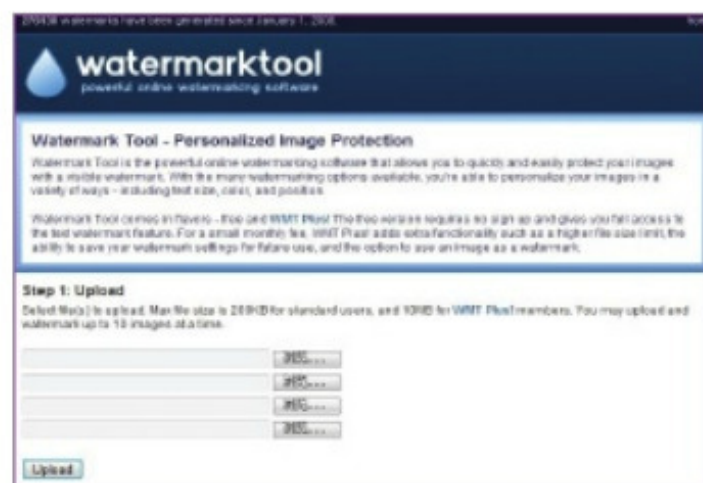 watermarks have been generated since January 1, 2008.
watermarktool
powerful online watermarking software
Watermark Tool - Personalized Image Protection
Watermark Tool is the powerful online watermarking software that allows you to quickly and easily protect your images
with a visible watermark. With the many watermarking options available, you're able to personalize your images in a
variety of ways - including text size, color, and position.
Watermark Tool comes in flavors - free and WMT Plus! The free version requires no sign up and gives you full access to
the text watermark feature. For a small monthly fee, WMT Plus! adds extra functionality such as a higher file size limit, the
ability to save your watermark settings for future use, and the option to use an image as a watermark.
Step 1: Upload
Select file(s) to upload. Max file size is 200KB for standard users, and 10MB for WMT Plus! members. You may upload and
watermark up to 10 images at a time.
Upload